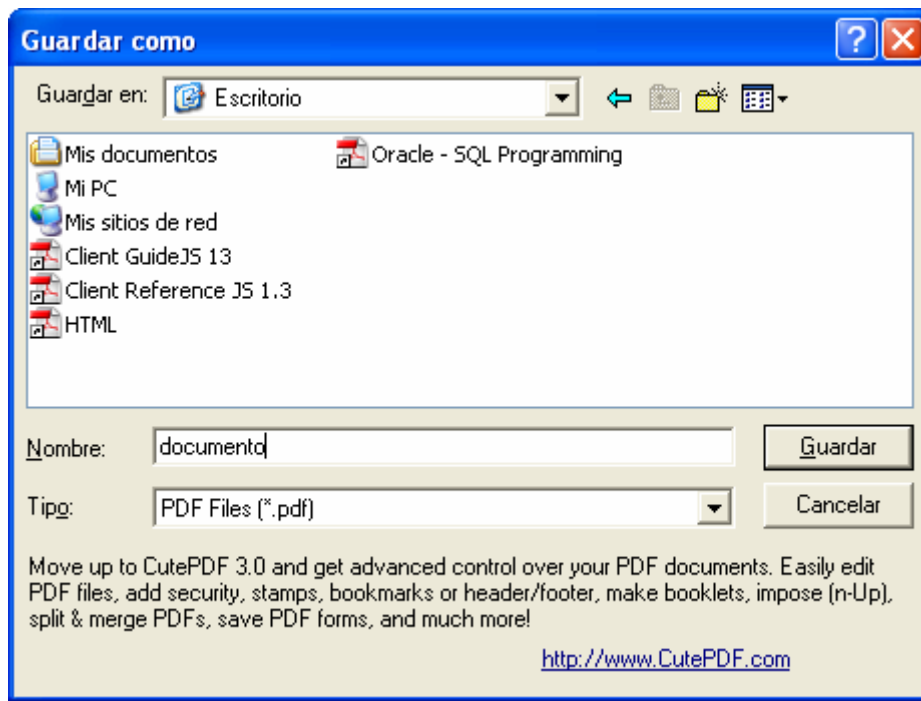 Guardar como
Guardar en: Escritorio
Mis documentos
Mi PC
Mis sitios de red
Client GuideJS 13
Client Reference JS 1.3
HTML
Oracle - SQL Programming
Nombre: documento Guardar
Tipo: PDF Files (*.pdf) Cancelar
Move up to CutePDF 3.0 and get advanced control over your PDF documents. Easily edit
PDF files, add security, stamps, bookmarks or header/footer, make booklets, impose (n-Up),
split & merge PDFs, save PDF forms, and much more!
http://www.CutePDF.com